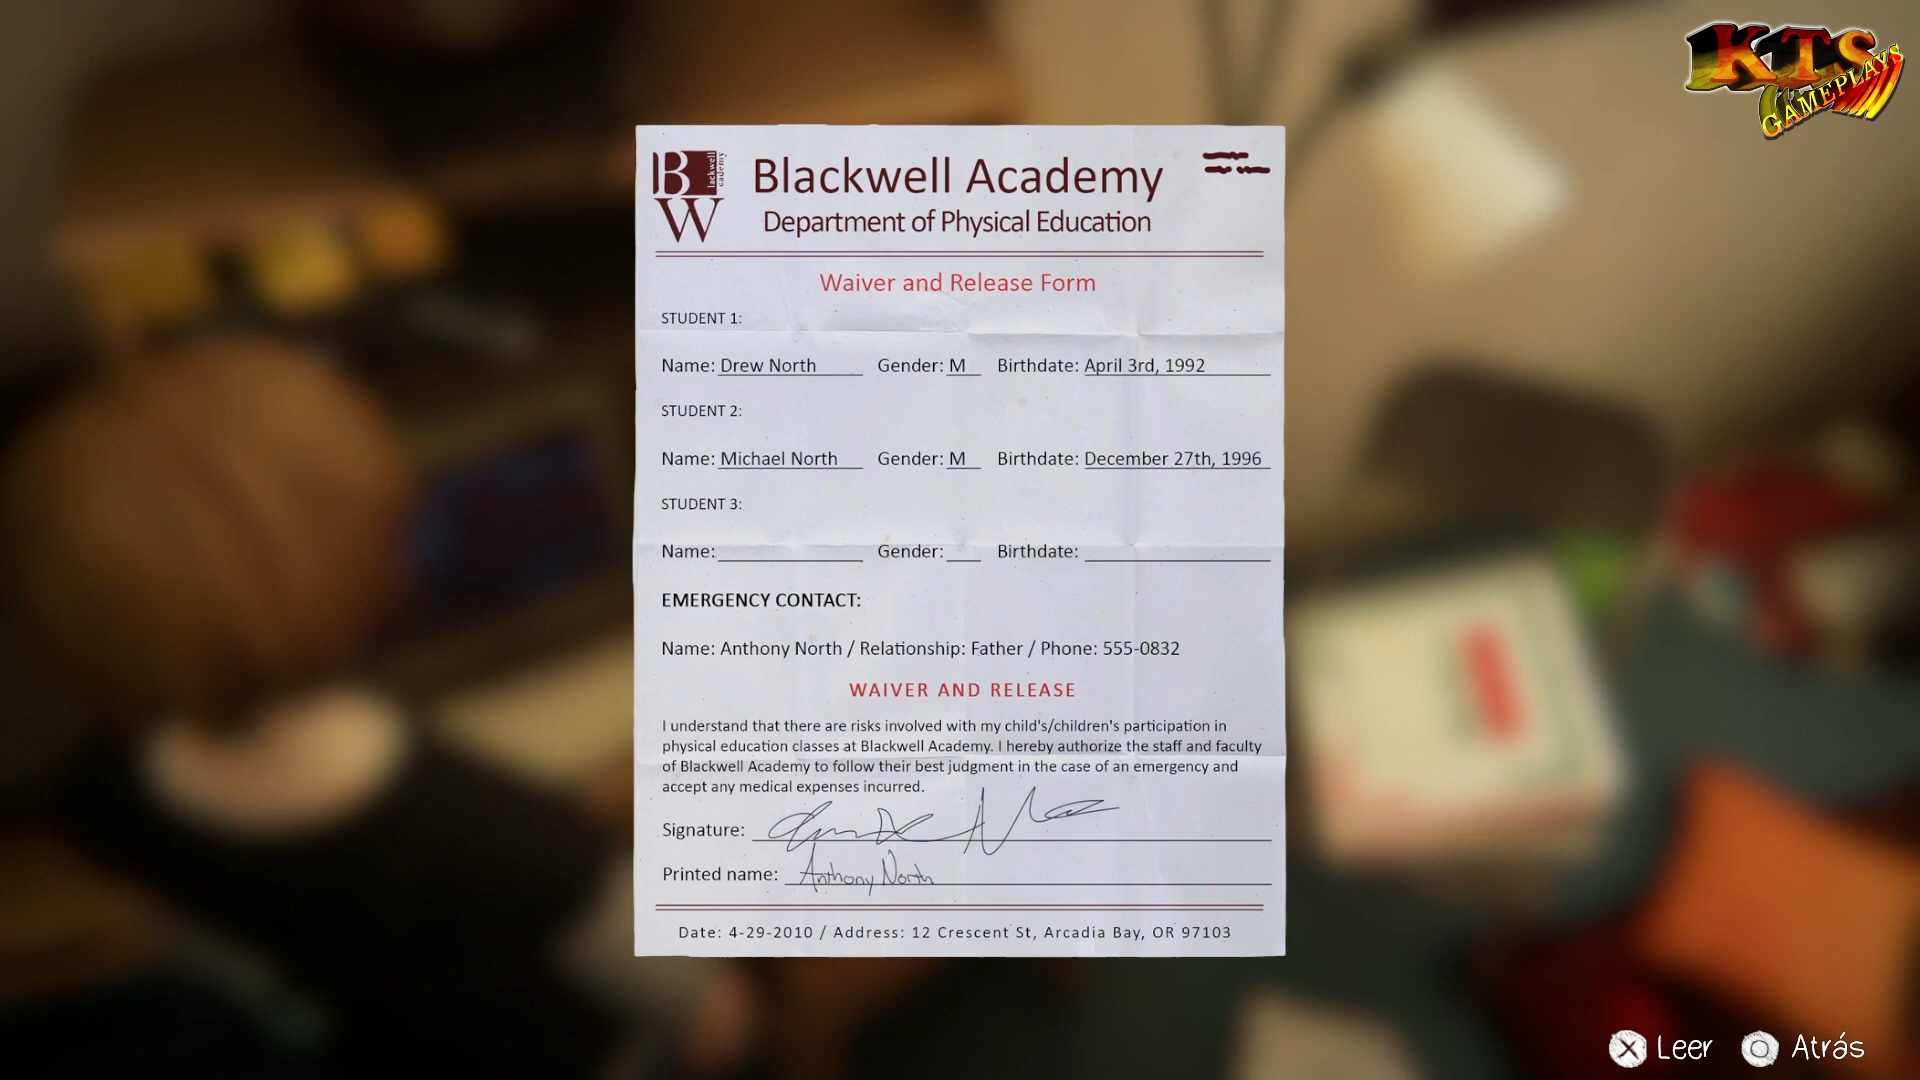 KTS
GAMEPLAYS
B lackwell cademy
W
Blackwell Academy
Department of Physical Education
Waiver and Release Form
STUDENT 1:
Name: Drew North Gender: M Birthdate: April 3rd, 1992
STUDENT 2:
Name: Michael North Gender: M Birthdate: December 27th, 1996
STUDENT 3:
Name: Gender: Birthdate:
EMERGENCY CONTACT:
Name: Anthony North / Relationship: Father / Phone: 555-0832
WAIVER AND RELEASE
I understand that there are risks involved with my child's/children's participation in
physical education classes at Blackwell Academy. I hereby authorize the staff and faculty
of Blackwell Academy to follow their best judgment in the case of an emergency and
accept any medical expenses incurred.
Signature:
Printed name: Anthony North
Date: 4-29-2010 / Address: 12 Crescent St, Arcadia Bay, OR 97103
Leer Atrás